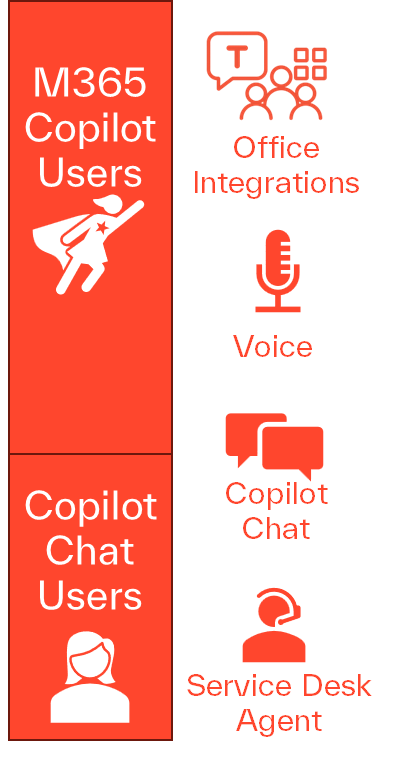 M365
Copilot
Users
T
Office
Integrations
Voice
Copilot
Chat
Copilot
Chat
Users
Service Desk
Agent